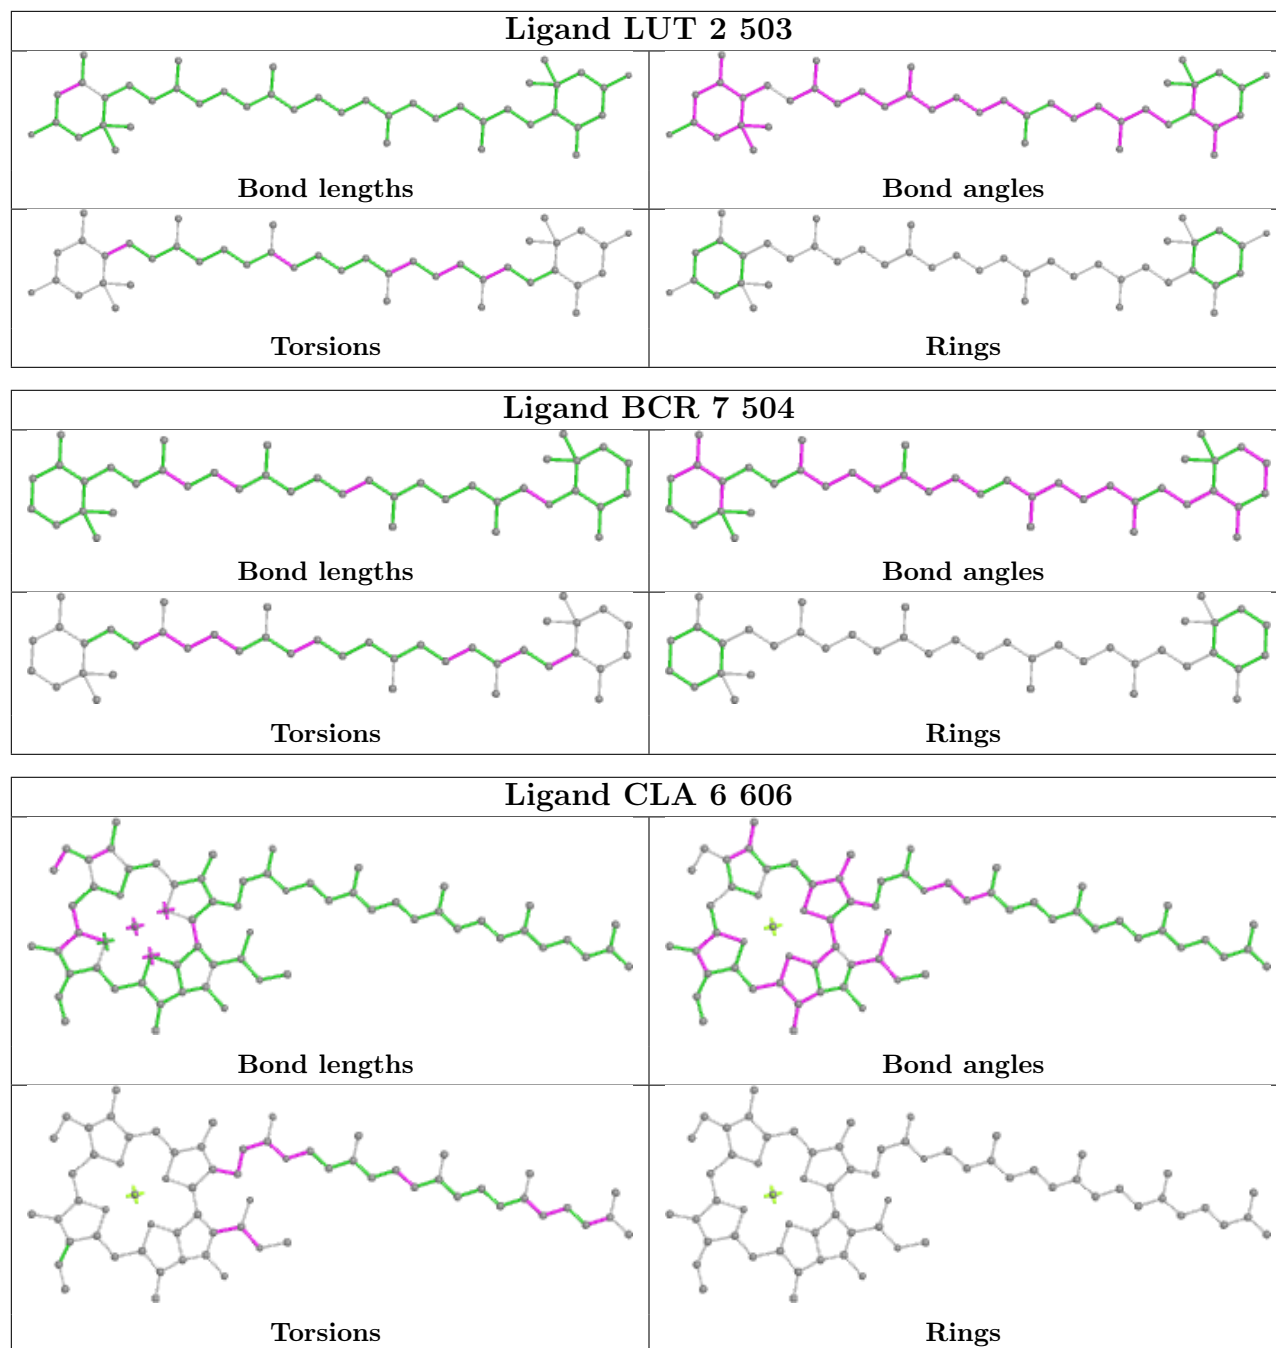 Ligand LUT 2 503
Bond lengths
Bond angles
Torsions
Rings
Ligand BCR 7 504
Bond lengths
Bond angles
Torsions
Rings
Ligand CLA 6 606
Bond lengths
Bond angles
Torsions
Rings